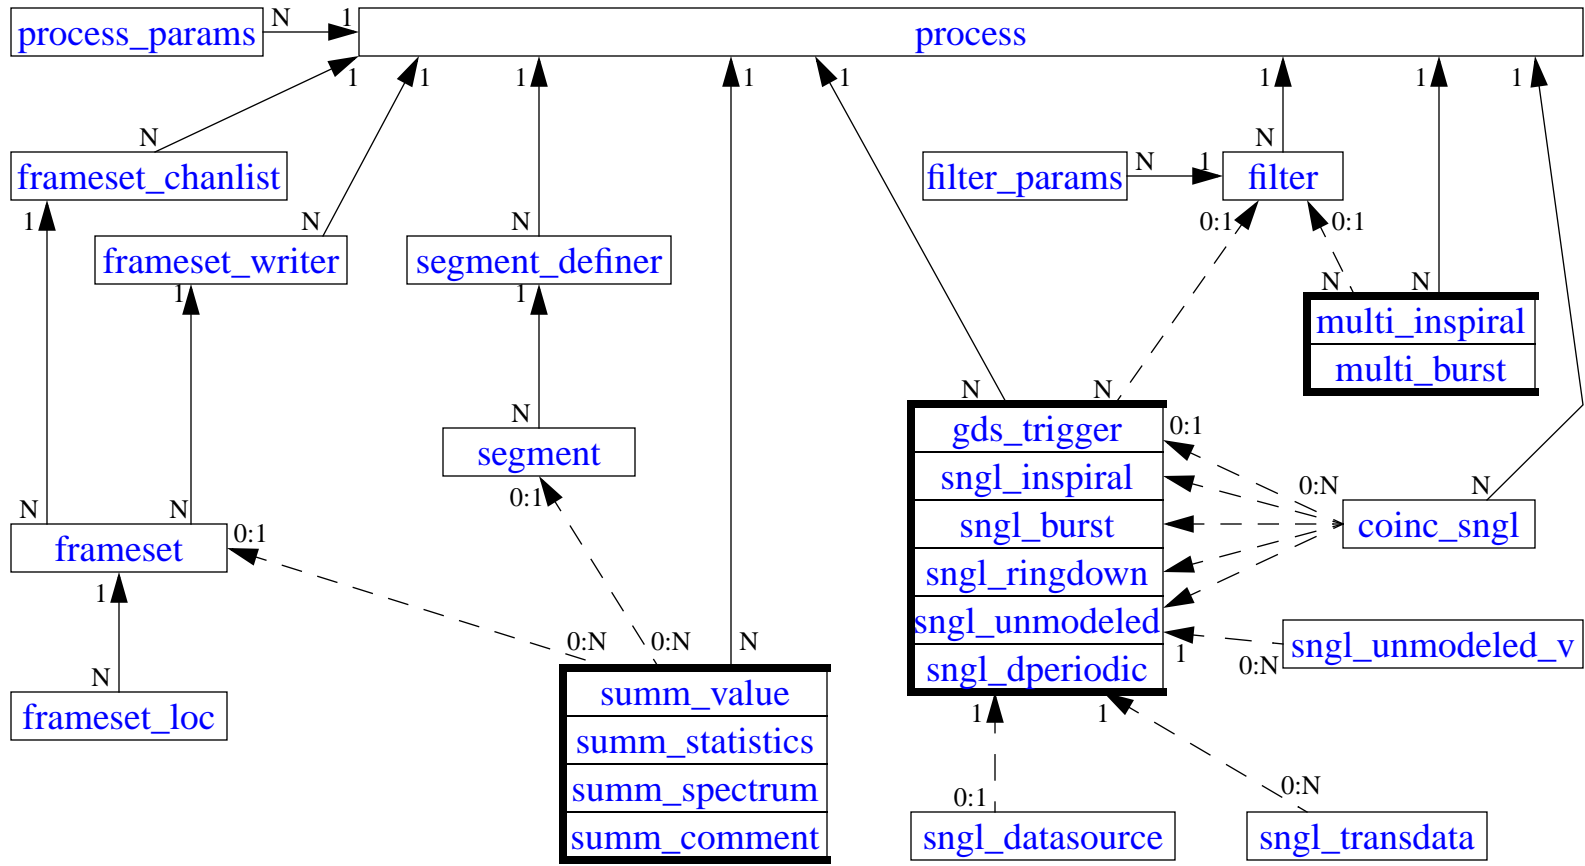 process_params N 1 process
1 1 1 1 1 1 1 1
N N
frameset_chanlist filter_params N 1 filter
1 N N 0:1 0:1
frameset_writer segment_definer
1 1 N N
multi_inspiral
multi_burst
N N N
gds_trigger 0:1
segment
sngl_inspiral
0:1 0:N N
N N sngl_burst coinc_sngl
frameset 0:1
sngl_ringdown
1
sngl_unmodeled
0:N 0:N N 1 0:N sngl_unmodeled_v
N sngl_dperiodic
summ_value
frameset_loc 1 1
summ_statistics
summ_spectrum 0:1 0:N
summ_comment sngl_datasource sngl_transdata